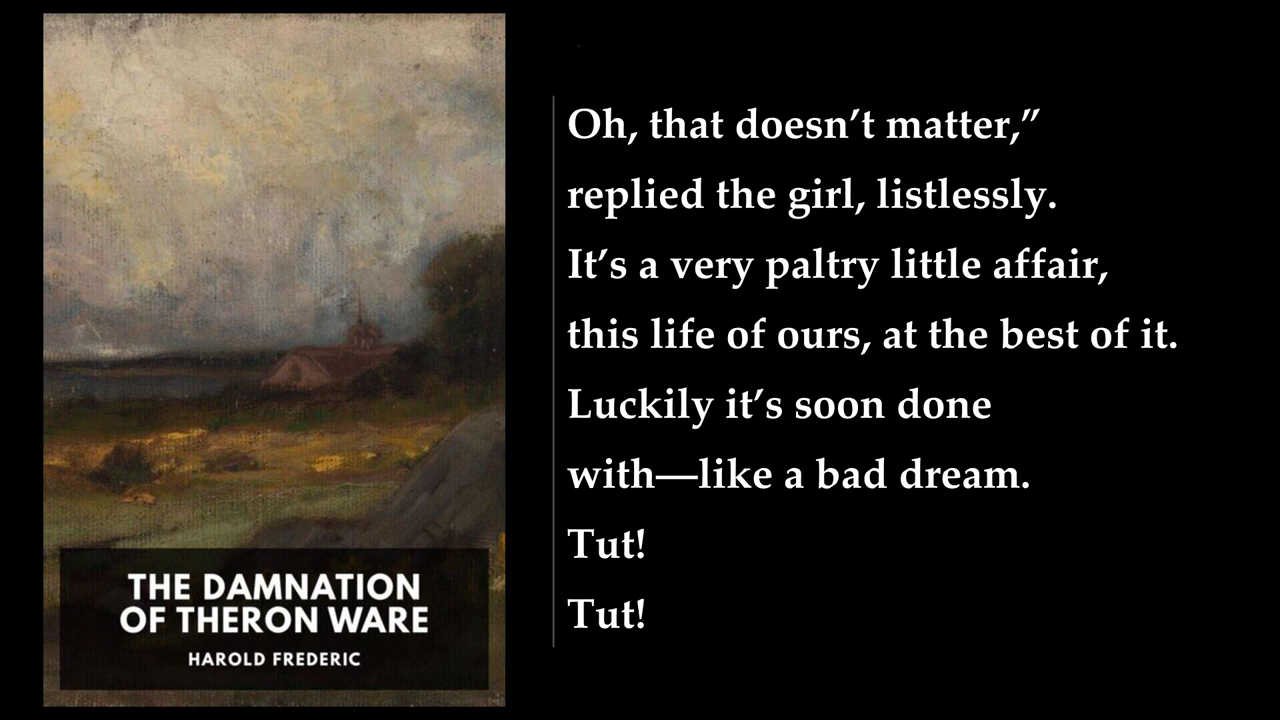 THE DAMNATION
OF THERON WARE
HAROLD FREDERIC
Oh, that doesn’t matter,”
replied the girl, listlessly.
It’s a very paltry little affair,
this life of ours, at the best of it.
Luckily it’s soon done
with—like a bad dream.
Tut!
Tut!